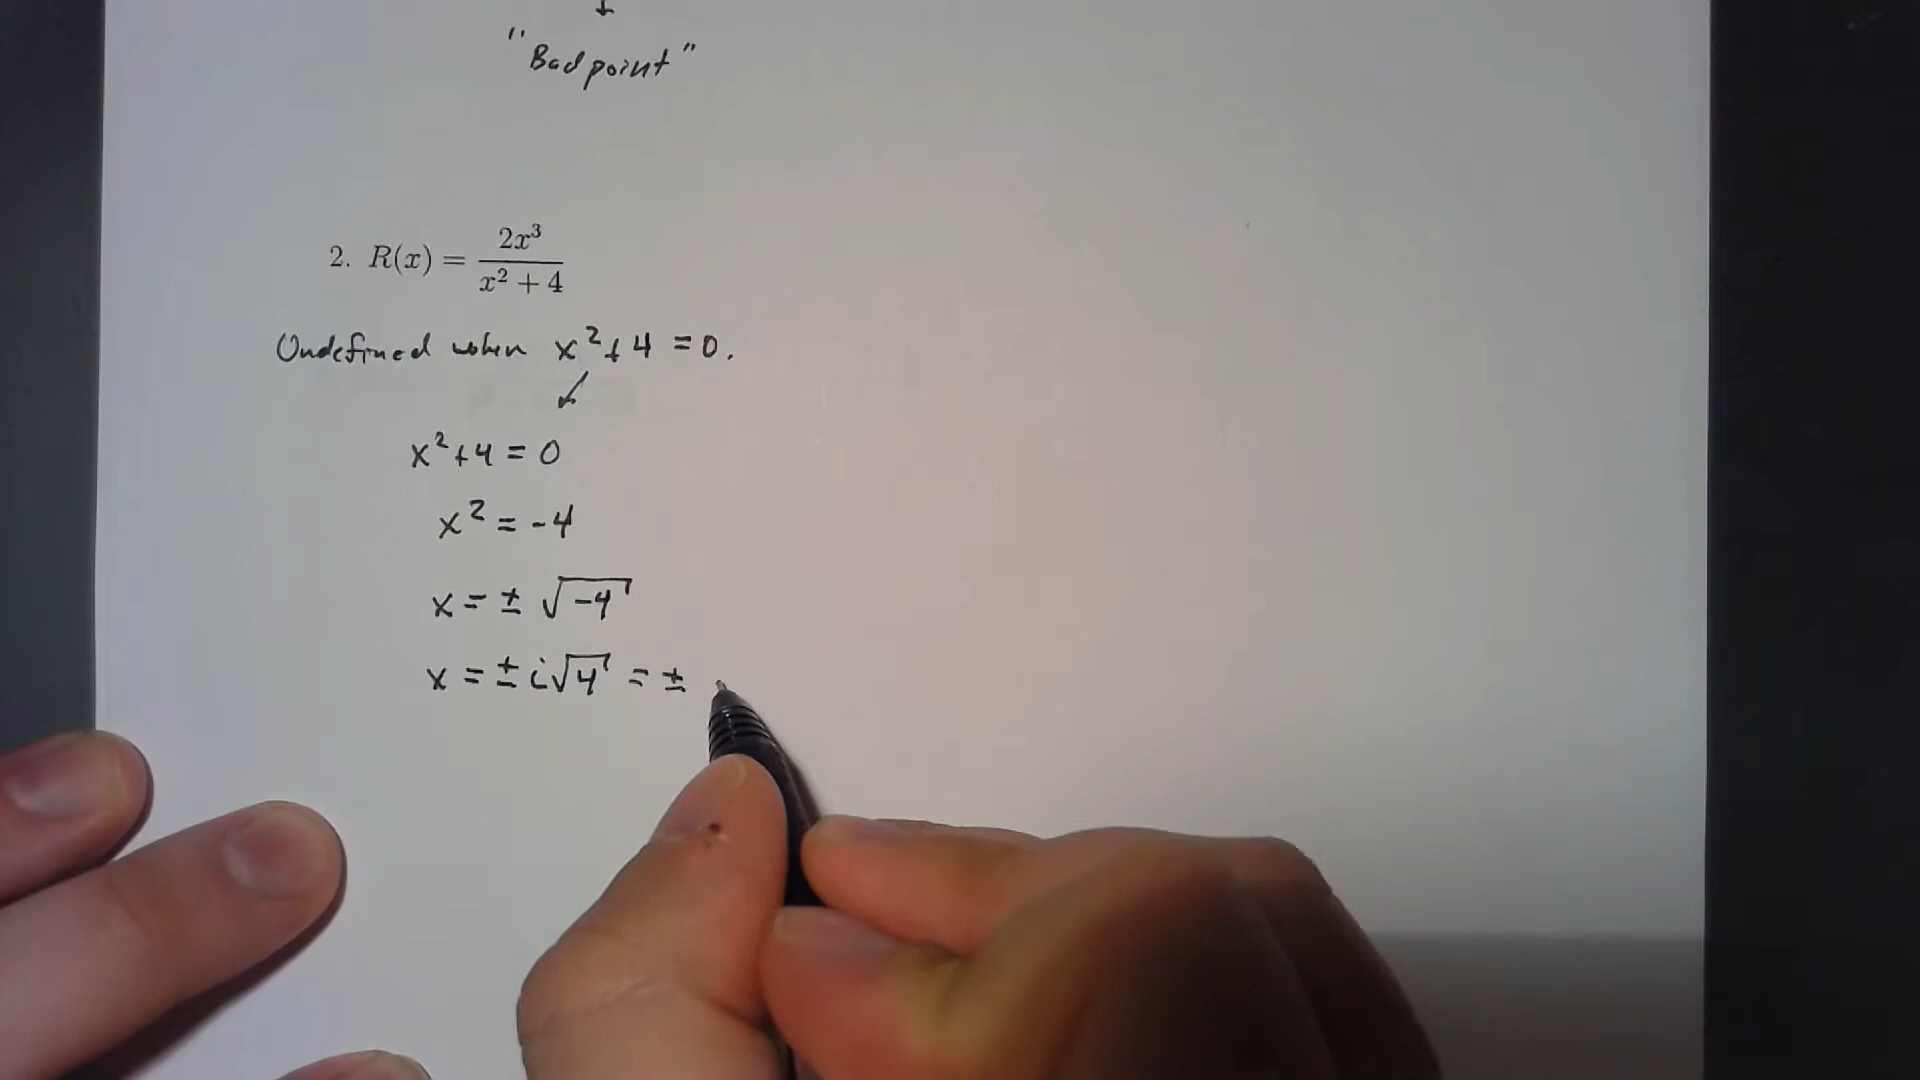 "Bad point"
2. R(x) = 2x³ / (x² + 4)
Undefined when x² + 4 = 0.
x² + 4 = 0
x² = -4
x = ± √-4
x = ± i√4 = ±